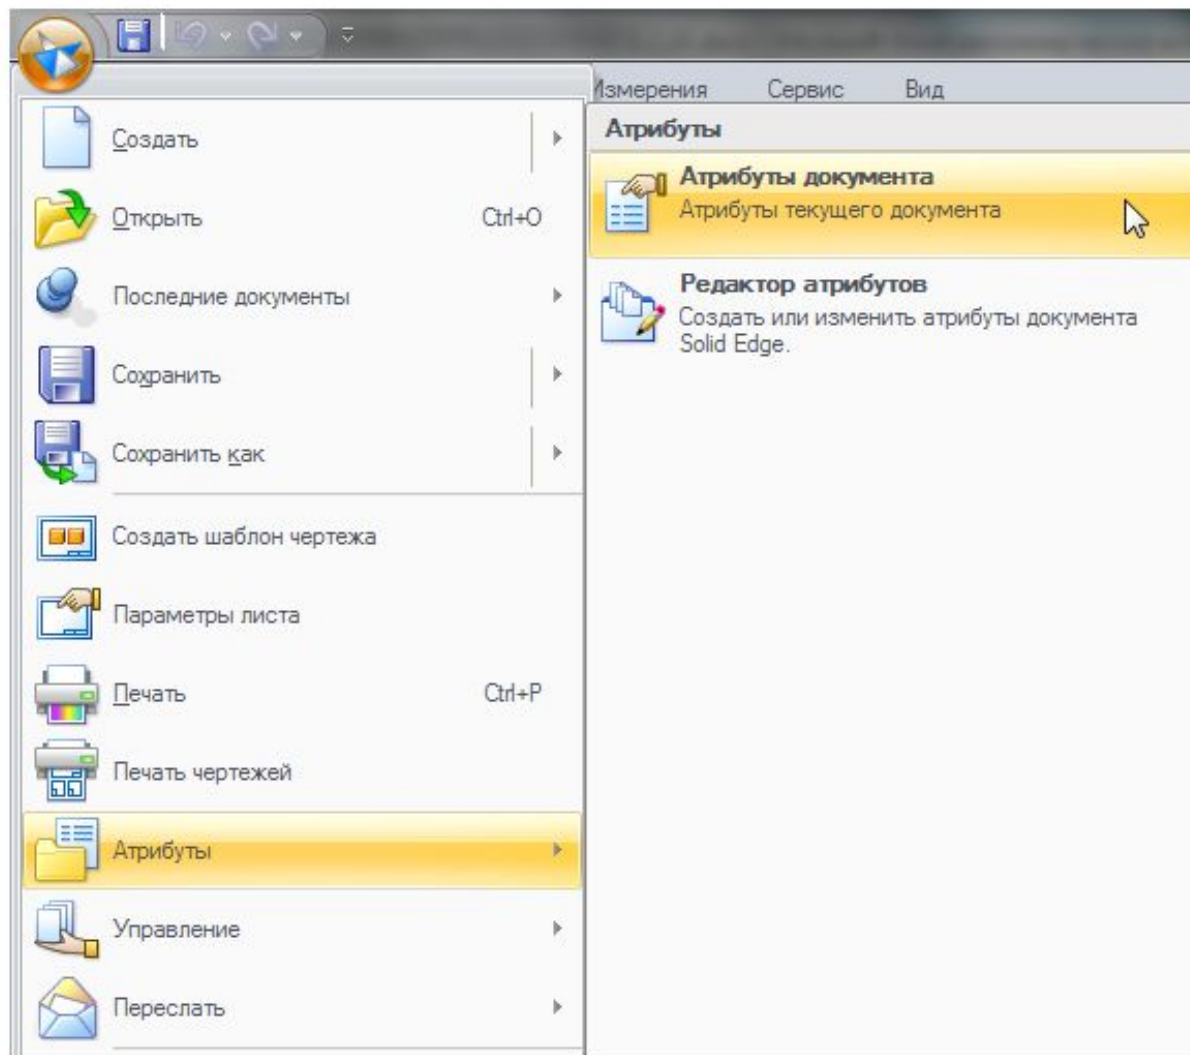 Измерения Сервис Вид
Создать
Открыть Ctrl+O
Последние документы
Сохранить
Сохранить как
Создать шаблон чертежа
Параметры листа
Печать Ctrl+P
Печать чертежей
Атрибуты
Управление
Переслать
Атрибуты
Атрибуты документа
Атрибуты текущего документа
Редактор атрибутов
Создать или изменить атрибуты документа
Solid Edge.